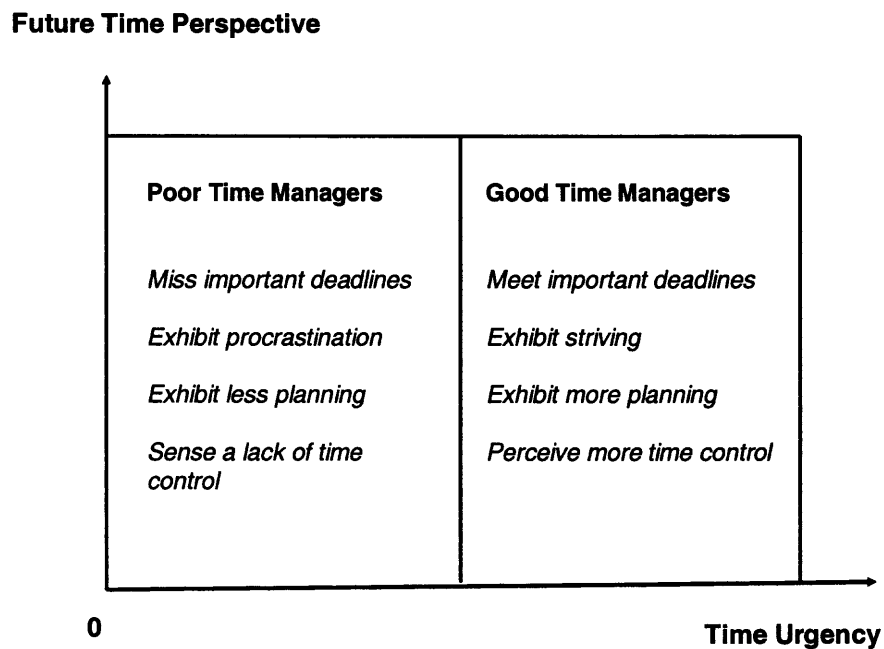 Future Time Perspective
Poor Time Managers
Miss important deadlines
Exhibit procrastination
Exhibit less planning
Sense a lack of time
control
Good Time Managers
Meet important deadlines
Exhibit striving
Exhibit more planning
Perceive more time control
0
Time Urgency